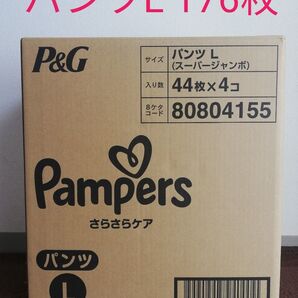 パンツL 176枚
P&G
サイズ
パンツ L
(スーパージャンボ)
入り数
44枚×4コ
8ケタ
コード
80804155
Pampers
さらさらケア
パンツ
L